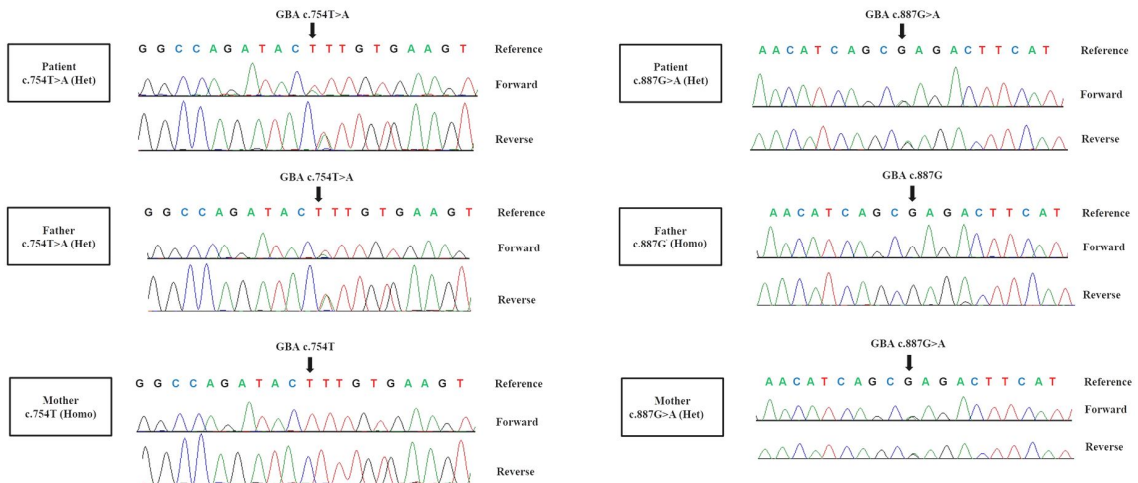 GBA c.754T>A
Patient
c.754T>A (Het)
G G C C A G A T A C T T T G T G A A G T
Reference
Forward
Reverse
GBA c.754T>A
Father
c.754T>A (Het)
G G C C A G A T A C T T T G T G A A G T
Reference
Forward
Reverse
GBA c.754T
Mother
c.754T (Homo)
G G C C A G A T A C T T T G T G A A G T
Reference
Forward
Reverse
GBA c.887G>A
Patient
c.887G>A (Het)
A A C A T C A G C G A G A C T T C A T
Reference
Forward
Reverse
GBA c.887G
Father
c.887G (Homo)
A A C A T C A G C G A G A C T T C A T
Reference
Forward
Reverse
GBA c.887G>A
Mother
c.887G>A (Het)
A A C A T C A G C G A G A C T T C A T
Reference
Forward
Reverse